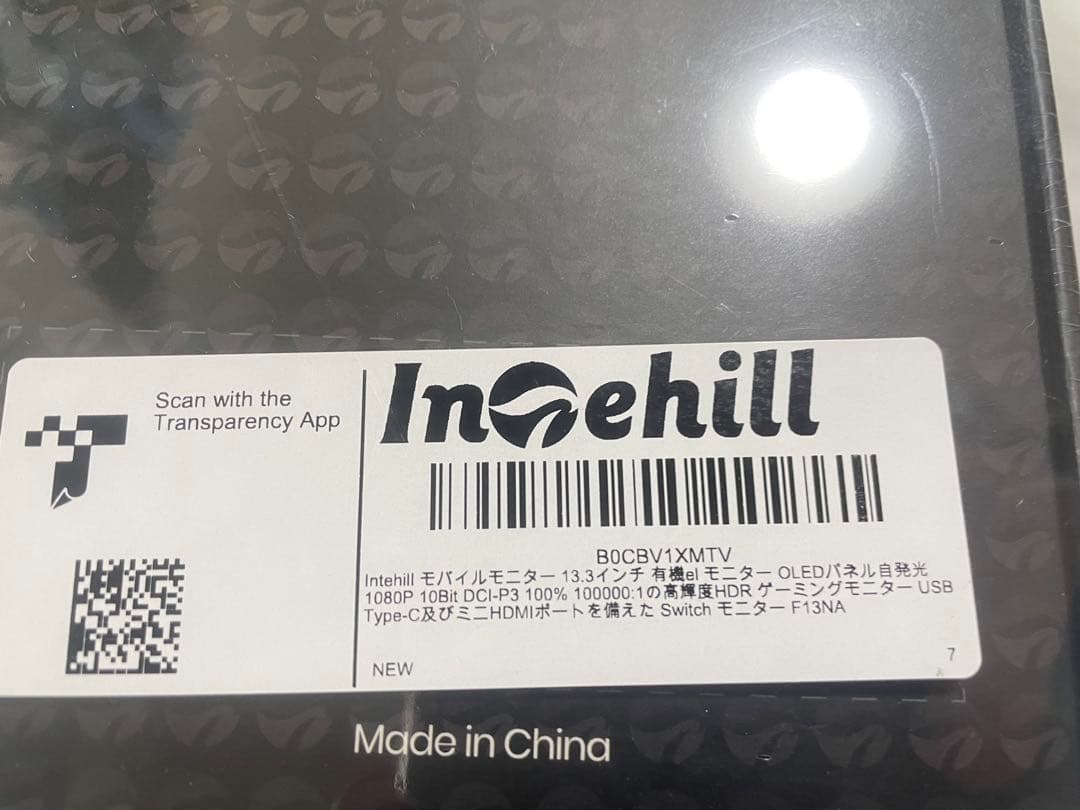 Scan with the
Transparency App
Intehill
B0CBV1XMTV
Intehill モバイルモニター 13.3インチ 有機el モニター OLEDパネル自発光
1080P 10Bit DCI-P3 100% 100000:1の高輝度HDR ゲーミングモニター USB
Type-C及びミニHDMIポートを備えた Switch モニター F13NA
NEW
7
Made in China